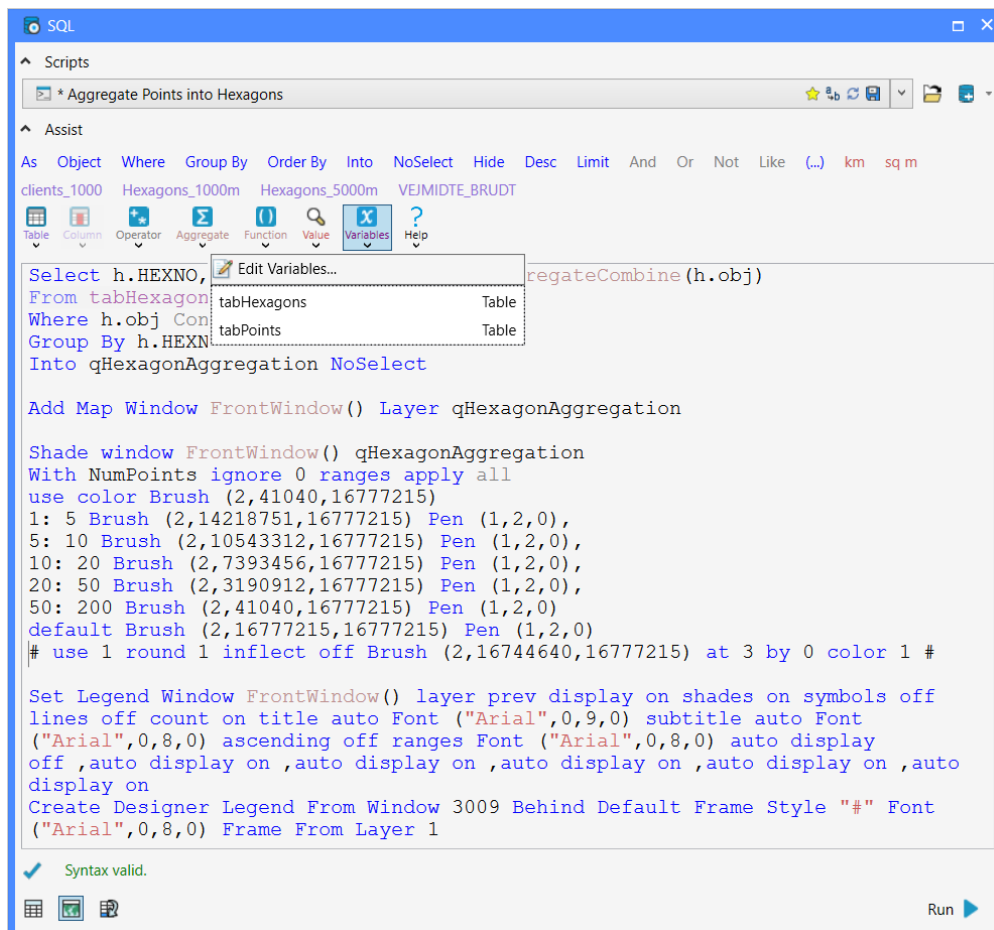 SQL
Scripts
* Aggregate Points into Hexagons
Assist
As Object Where Group By Order By Into NoSelect Hide Desc Limit And Or Not Like (...) km sq m
clients_1000 Hexagons_1000m Hexagons_5000m VEJMIDTE_BRUDT
Table Column Operator Aggregate Function Value Variables Help
Edit Variables...
tabHexagons Table
tabPoints Table
Select h.HEXNO, regateCombine(h.obj)
From tabHexagon
Where h.obj Con
Group By h.HEXN
Into qHexagonAggregation NoSelect
Add Map Window FrontWindow() Layer qHexagonAggregation
Shade window FrontWindow() qHexagonAggregation
With NumPoints ignore 0 ranges apply all
use color Brush (2,41040,16777215)
1: 5 Brush (2,14218751,16777215) Pen (1,2,0),
5: 10 Brush (2,10543312,16777215) Pen (1,2,0),
10: 20 Brush (2,7393456,16777215) Pen (1,2,0),
20: 50 Brush (2,3190912,16777215) Pen (1,2,0),
50: 200 Brush (2,41040,16777215) Pen (1,2,0)
default Brush (2,16777215,16777215) Pen (1,2,0)
# use 1 round 1 inflect off Brush (2,16744640,16777215) at 3 by 0 color 1 #
Set Legend Window FrontWindow() layer prev display on shades on symbols off
lines off count on title auto Font ("Arial",0,9,0) subtitle auto Font
("Arial",0,8,0) ascending off ranges Font ("Arial",0,8,0) auto display
off ,auto display on ,auto display on ,auto display on ,auto display on ,auto
display on
Create Designer Legend From Window 3009 Behind Default Frame Style "#" Font
("Arial",0,8,0) Frame From Layer 1
Syntax valid.
Run